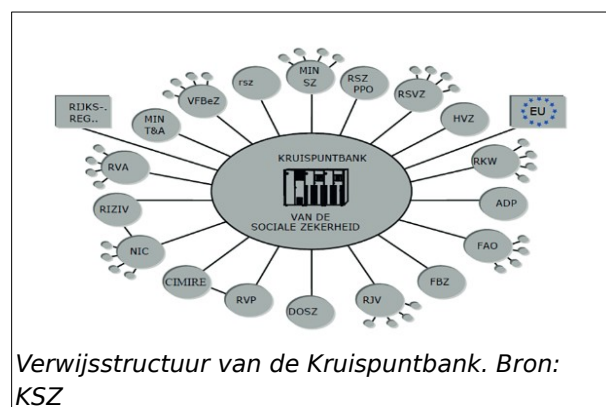 RIJKS-.
REG..
MIN
T&A
VFBeZ
rsz
MIN
SZ
RSZ
PPO
RSVZ
HVZ
EU
RVA
KRUISPUNTBANK
RKW
RIZIV
VAN DE
SOCIALE ZEKERHEID
ADP
NIC
FAO
CIMIRE
RVP
DOSZ
RJV
FBZ
Verwijsstructuur van de Kruispuntbank. Bron:
KSZ